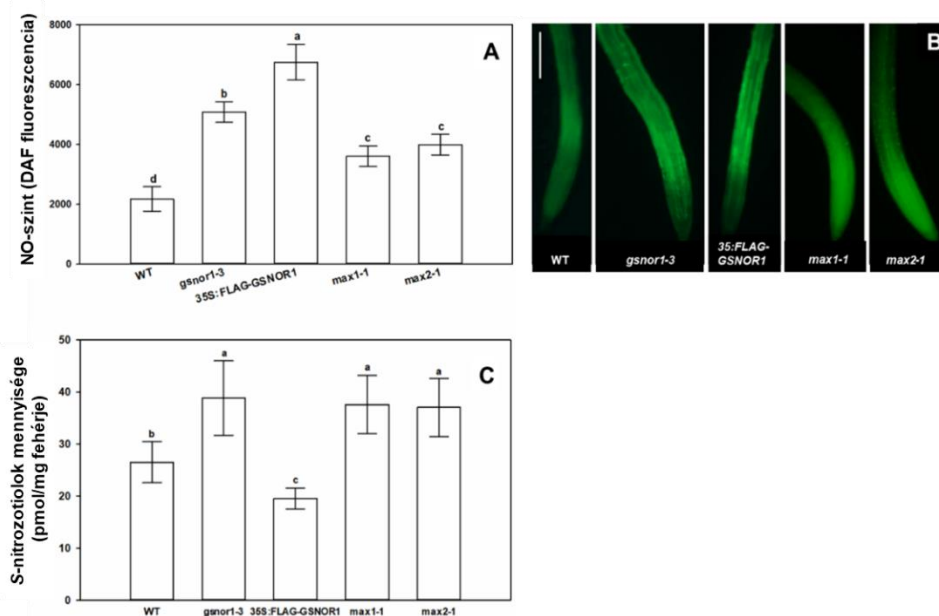 NO-szint (DAF fluoreszcencia)
8000
6000
4000
2000
0
A
d
b
a
c
c
WT
gsnor1-3
35S:FLAG-GSNOR1
max1-1
max2-1
B
WT
gsnor1-3
35:FLAG-
GSNOR1
max1-1
max2-1
S-nitrozotiolok mennyisége
(pmol/mg fehérje)
50
40
30
20
10
0
C
b
a
c
a
a
WT
gsnor1-3
35S:FLAG-GSNOR1
max1-1
max2-1